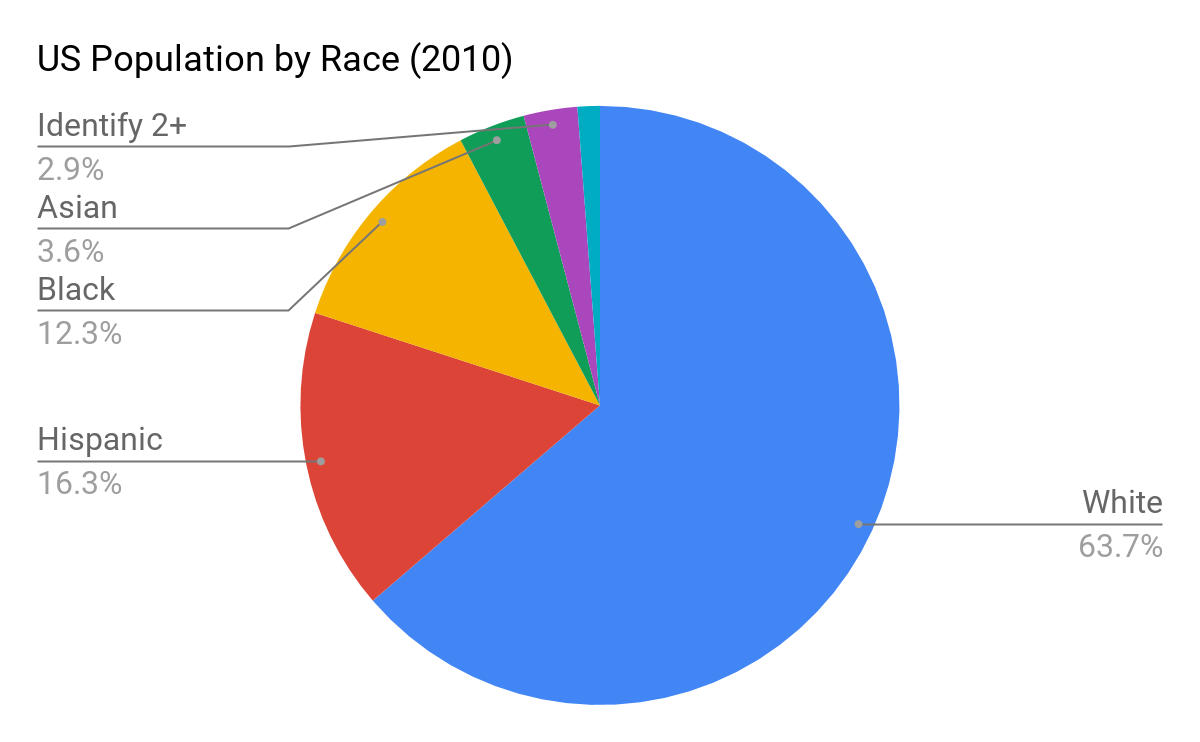 US Population by Race (2010)
Identify 2+
2.9%
Asian
3.6%
Black
12.3%
Hispanic
16.3%
White
63.7%